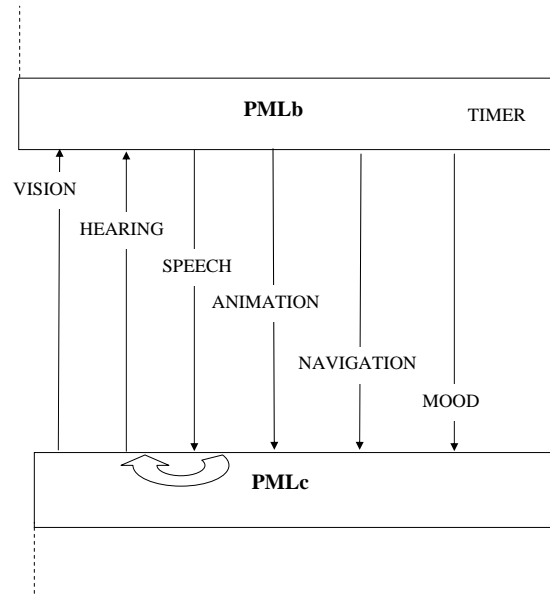 PMLb
TIMER
VISION
HEARING
SPEECH
ANIMATION
NAVIGATION
MOOD
PMLc